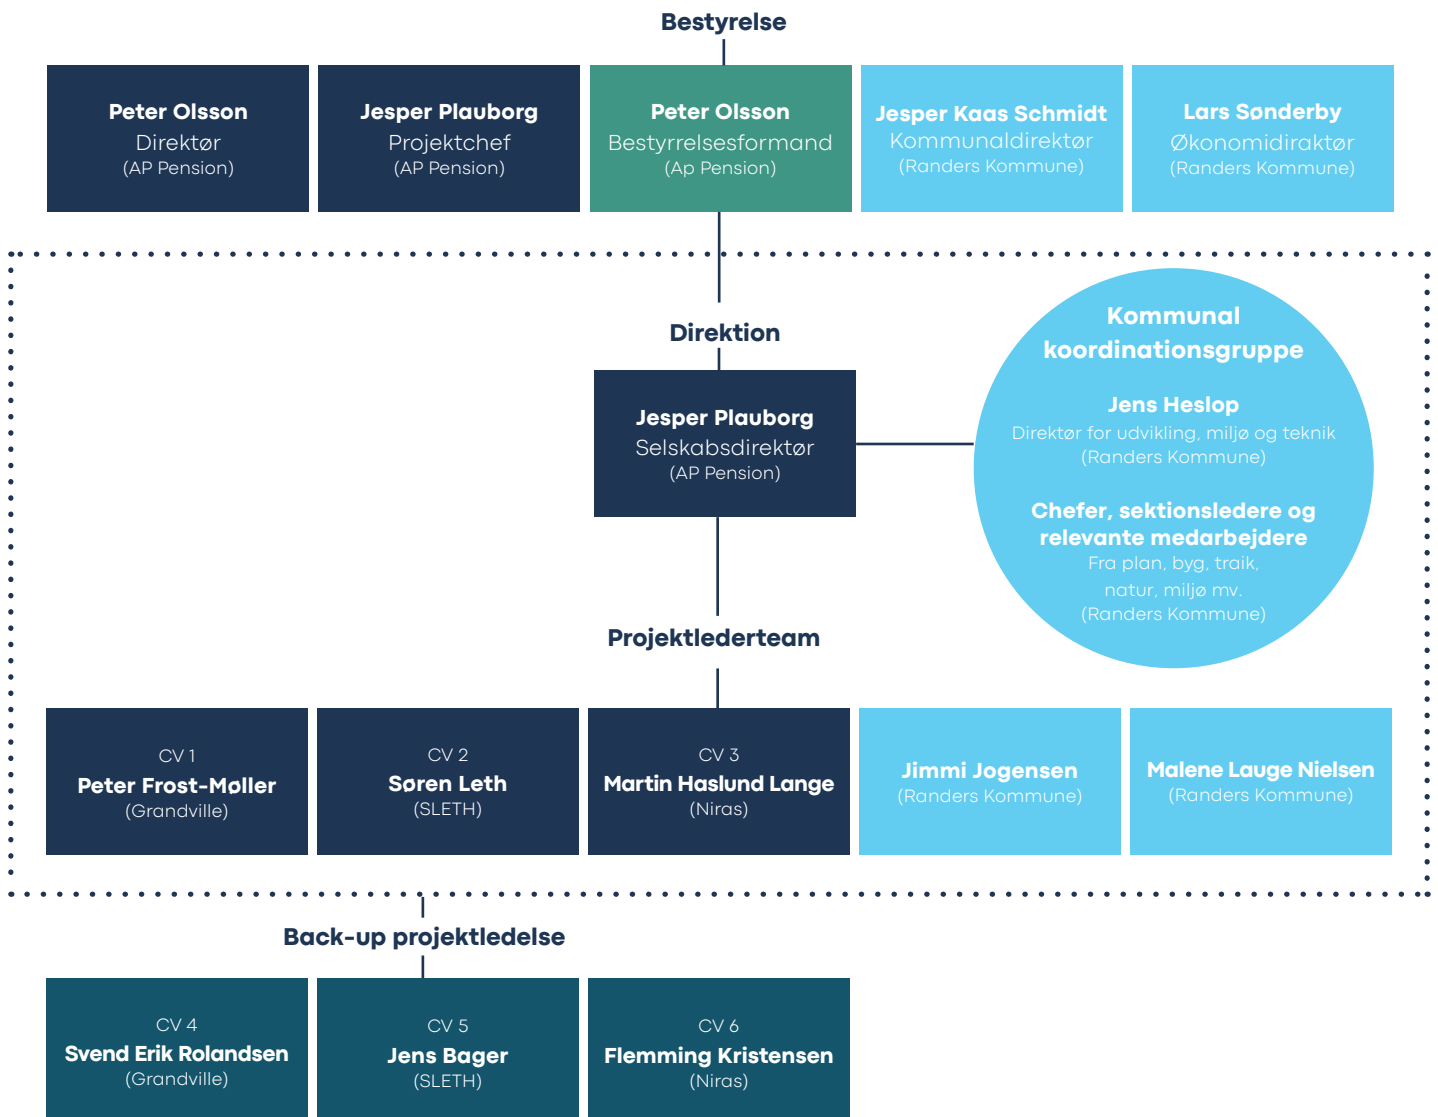 Bestyrelse
Peter Olsson
Direktør
(AP Pension)
Jesper Plauborg
Projektchef
(AP Pension)
Peter Olsson
Bestyrrelsesformand
(Ap Pension)
Jesper Kaas Schmidt
Kommunaldirektør
(Randers Kommune)
Lars Sønderby
Økonomidiraktør
(Randers Kommune)
Direktion
Jesper Plauborg
Selskabsdirektør
(AP Pension)
Kommunal
koordinationsgruppe
Jens Heslop
Direktør for udvikling, miljø og teknik
(Randers Kommune)
Chefer, sektionsledere og
relevante medarbejdere
Fra plan, byg, traik,
natur, miljø mv.
(Randers Kommune)
Projektlederteam
CV 1
Peter Frost-Møller
(Grandville)
CV 2
Søren Leth
(SLETH)
CV 3
Martin Haslund Lange
(Niras)
Jimmi Jogensen
(Randers Kommune)
Malene Lauge Nielsen
(Randers Kommune)
Back-up projektledelse
CV 4
Svend Erik Rolandsen
(Grandville)
CV 5
Jens Bager
(SLETH)
CV 6
Flemming Kristensen
(Niras)